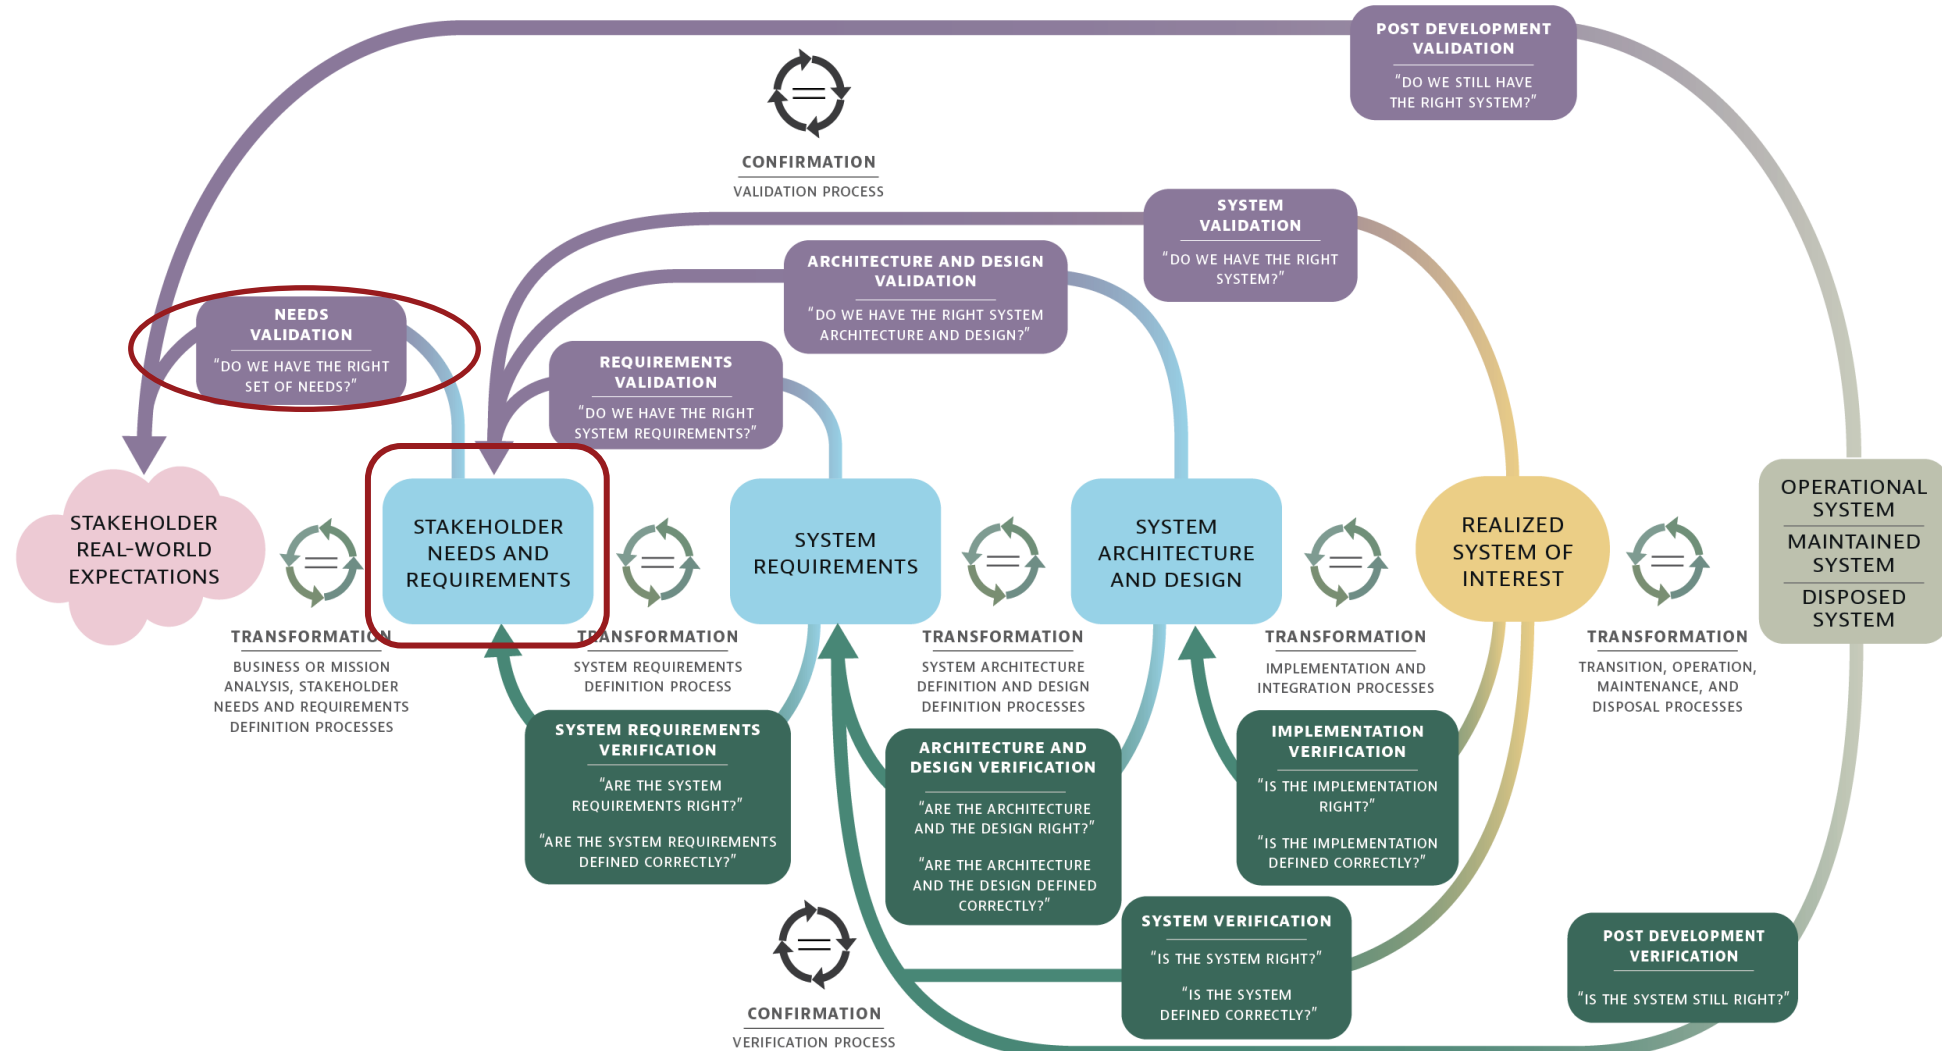 POST DEVELOPMENT
VALIDATION
“DO WE STILL HAVE
THE RIGHT SYSTEM?”
CONFIRMATION
VALIDATION PROCESS
SYSTEM
VALIDATION
“DO WE HAVE THE RIGHT
SYSTEM?”
ARCHITECTURE AND DESIGN
VALIDATION
“DO WE HAVE THE RIGHT SYSTEM
ARCHITECTURE AND DESIGN?”
NEEDS
VALIDATION
“DO WE HAVE THE RIGHT
SET OF NEEDS?”
REQUIREMENTS
VALIDATION
“DO WE HAVE THE RIGHT
SYSTEM REQUIREMENTS?”
STAKEHOLDER
REAL-WORLD
EXPECTATIONS
STAKEHOLDER
NEEDS AND
REQUIREMENTS
SYSTEM
REQUIREMENTS
SYSTEM
ARCHITECTURE
AND DESIGN
REALIZED
SYSTEM OF
INTEREST
OPERATIONAL
SYSTEM
MAINTAINED
SYSTEM
DISPOSED
SYSTEM
TRANSFORMATION
BUSINESS OR MISSION
ANALYSIS, STAKEHOLDER
NEEDS AND REQUIREMENTS
DEFINITION PROCESSES
TRANSFORMATION
SYSTEM REQUIREMENTS
DEFINITION PROCESS
TRANSFORMATION
SYSTEM ARCHITECTURE
DEFINITION AND DESIGN
DEFINITION PROCESSES
TRANSFORMATION
IMPLEMENTATION AND
INTEGRATION PROCESSES
TRANSFORMATION
TRANSITION, OPERATION,
MAINTENANCE, AND
DISPOSAL PROCESSES
SYSTEM REQUIREMENTS
VERIFICATION
“ARE THE SYSTEM
REQUIREMENTS RIGHT?”
“ARE THE SYSTEM REQUIREMENTS
DEFINED CORRECTLY?”
ARCHITECTURE AND
DESIGN VERIFICATION
“ARE THE ARCHITECTURE
AND THE DESIGN RIGHT?”
“ARE THE ARCHITECTURE
AND THE DESIGN DEFINED
CORRECTLY?”
IMPLEMENTATION
VERIFICATION
“IS THE IMPLEMENTATION
RIGHT?”
“IS THE IMPLEMENTATION
DEFINED CORRECTLY?”
SYSTEM VERIFICATION
“IS THE SYSTEM RIGHT?”
“IS THE SYSTEM
DEFINED CORRECTLY?”
POST DEVELOPMENT
VERIFICATION
“IS THE SYSTEM STILL RIGHT?”
CONFIRMATION
VERIFICATION PROCESS